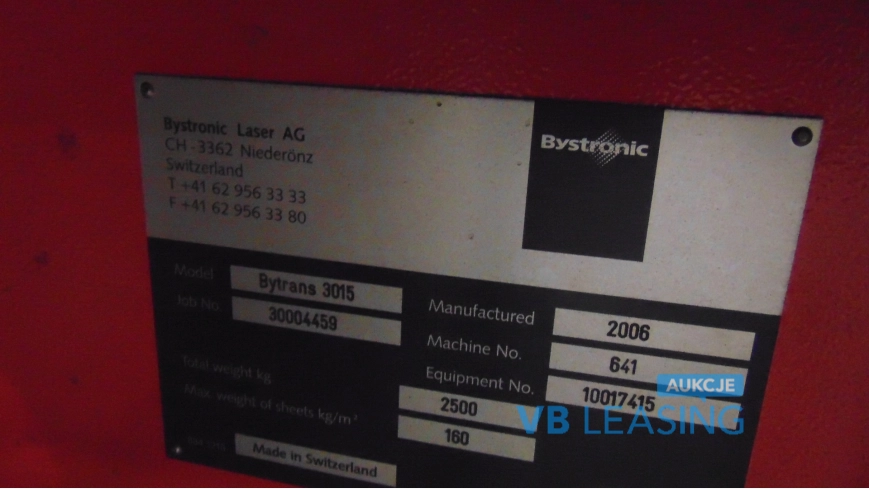 Bystronic Laser AG
CH-3362 Niederönz
Switzerland
T +41 62 956 33 33
F +41 62 956 33 80
Bystronic
Model Bytrans 3015
Job No. 30004459
Manufactured 2006
Machine No. 641
Equipment No. 10017415
Total weight kg 2500
Max. weight of sheets kg/m² 160
Made in Switzerland
AUKCJE
VB LEASING